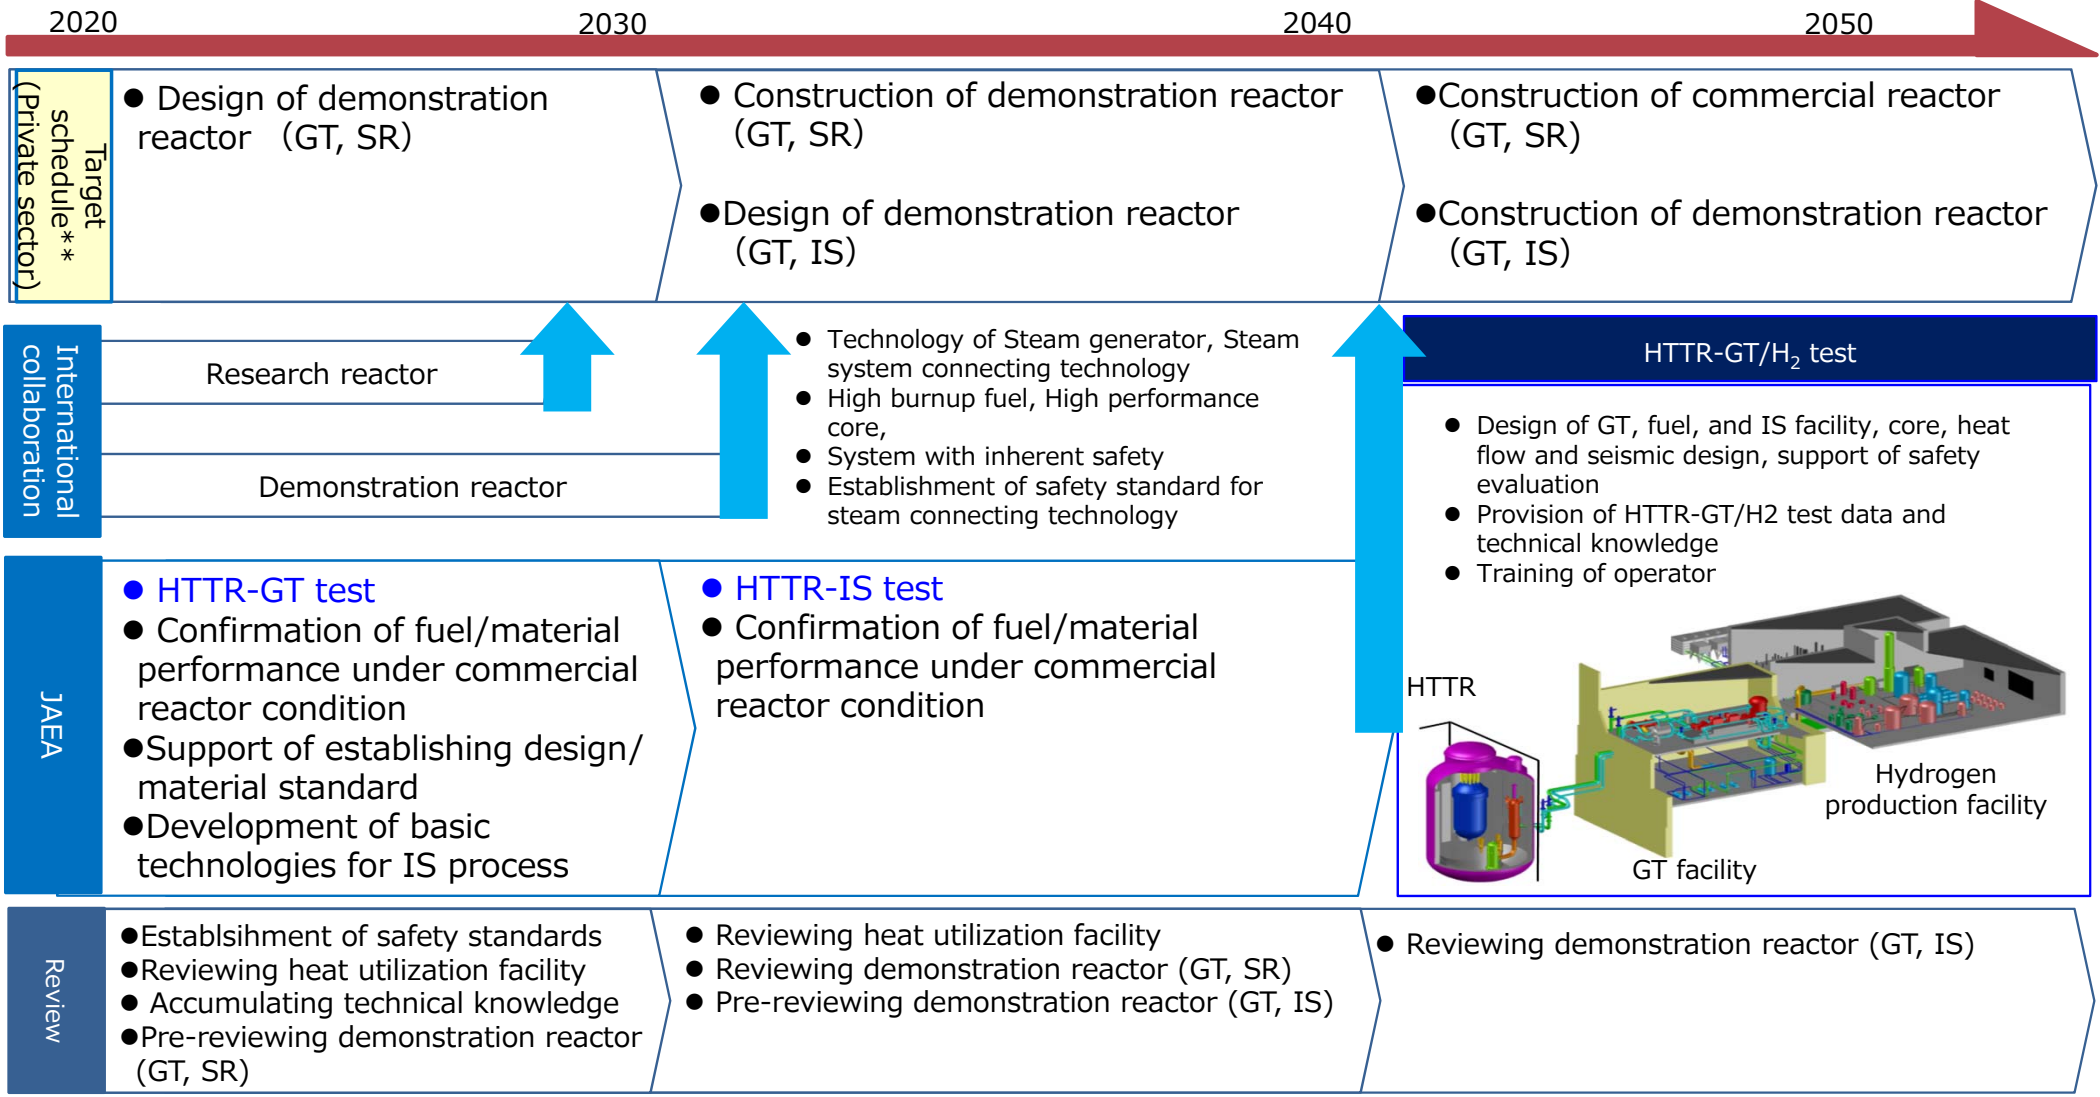 2020
2030
2040
2050
Target
schedule**
(Private sector)
● Design of demonstration
reactor （GT, SR）
● Construction of demonstration reactor
（GT, SR）
●Design of demonstration reactor
（GT, IS）
●Construction of commercial reactor
（GT, SR）
●Construction of demonstration reactor
（GT, IS）
International
collaboration
Research reactor
Demonstration reactor
● Technology of Steam generator, Steam
system connecting technology
● High burnup fuel, High performance
core,
● System with inherent safety
● Establishment of safety standard for
steam connecting technology
HTTR-GT/H₂ test
● Design of GT, fuel, and IS facility, core, heat
flow and seismic design, support of safety
evaluation
● Provision of HTTR-GT/H2 test data and
technical knowledge
● Training of operator
HTTR
Hydrogen
production facility
GT facility
JAEA
● HTTR-GT test
● Confirmation of fuel/material
performance under commercial
reactor condition
●Support of establishing design/
material standard
●Development of basic
technologies for IS process
● HTTR-IS test
● Confirmation of fuel/material
performance under commercial
reactor condition
Review
●Establsihment of safety standards
●Reviewing heat utilization facility
● Accumulating technical knowledge
●Pre-reviewing demonstration reactor
(GT, SR)
● Reviewing heat utilization facility
● Reviewing demonstration reactor (GT, SR)
● Pre-reviewing demonstration reactor (GT, IS)
● Reviewing demonstration reactor (GT, IS)